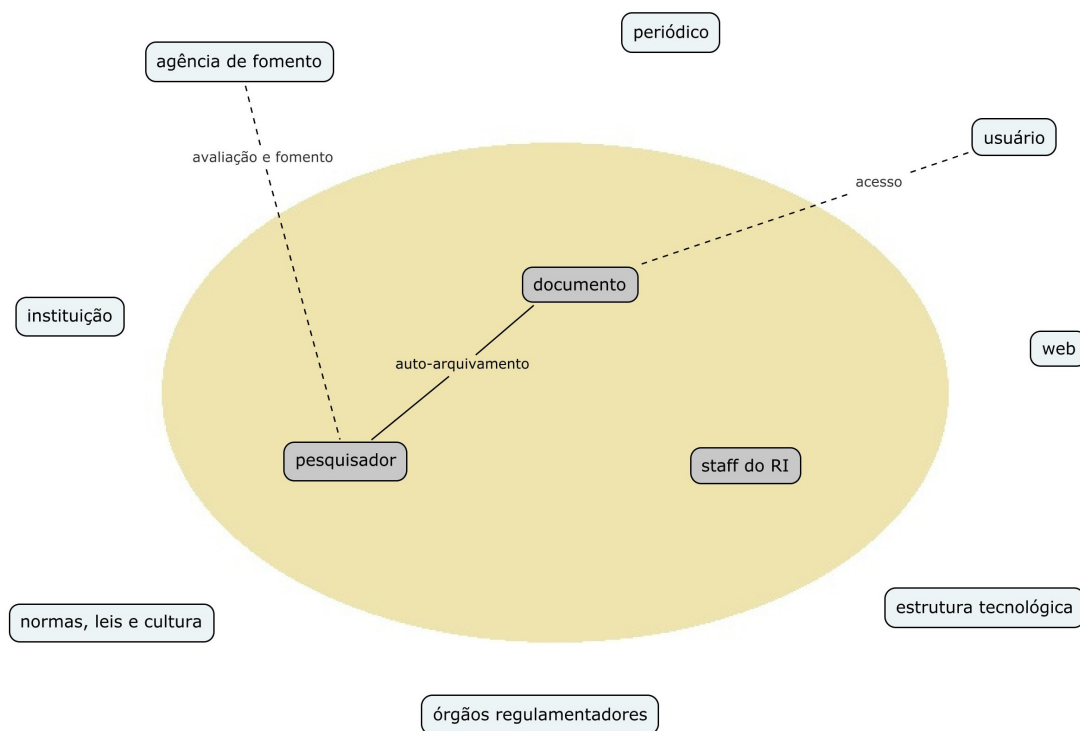 periódico
agência de fomento
usuário
avaliação e fomento
acesso
documento
instituição
web
auto-arquivamento
pesquisador
staff do RI
estrutura tecnológica
normas, leis e cultura
órgãos regulamentadores